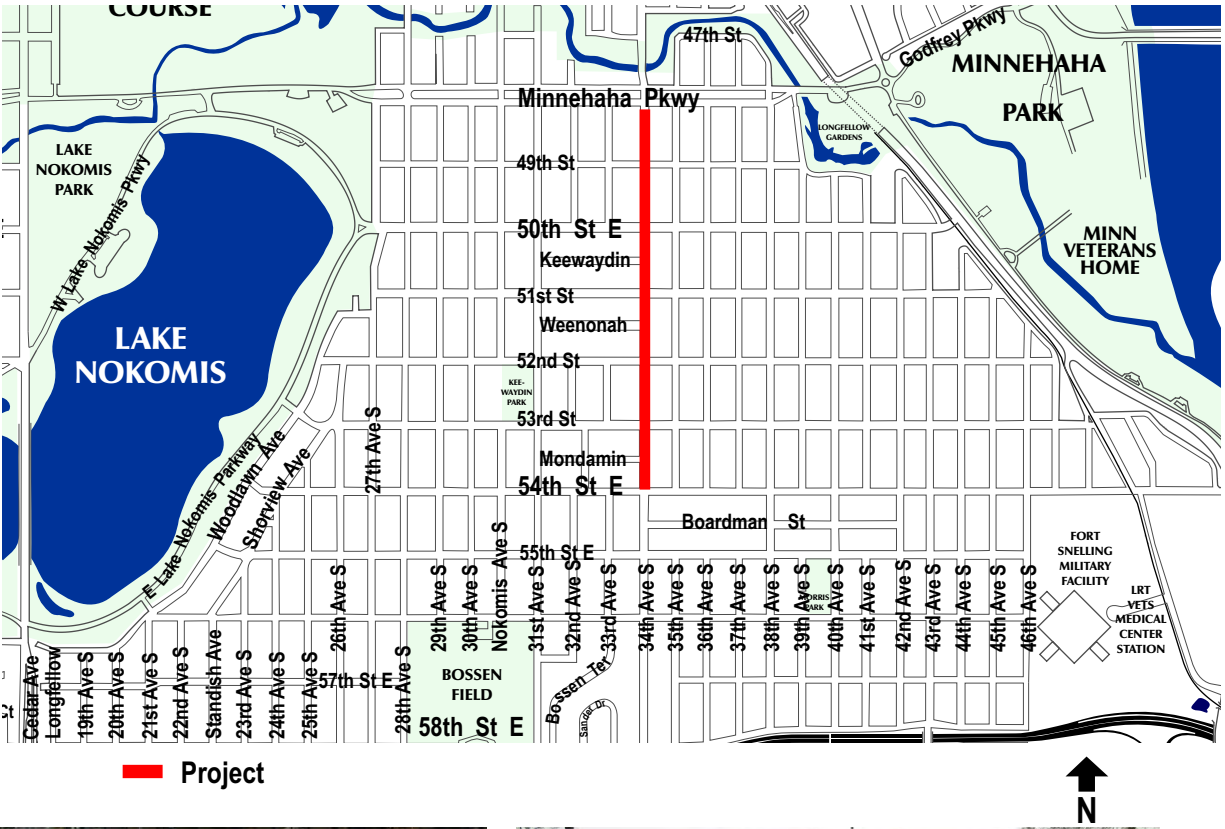 COURSE
47th St
Godfrey Pkwy
MINNEHAHA
PARK
Minnehaha Pkwy
LONGFELLOW
GARDENS
LAKE
NOKOMIS
PARK
W Lake Nokomis Pkwy
49th St
50th St E
Keewaydin
MINN
VETERANS
HOME
51st St
Weenonah
LAKE
NOKOMIS
52nd St
KEE-
WAYDIN
PARK
53rd St
27th Ave S
E Lake Nokomis Parkway
Woodlawn Ave
Shorview Ave
Mondamin
54th St E
Boardman St
55th St E
FORT
SNELLING
MILITARY
FACILITY
LRT
VETS
MEDICAL
CENTER
STATION
26th Ave S
29th Ave S
30th Ave S
Nokomis Ave S
31st Ave S
32nd Ave S
33rd Ave S
34th Ave S
35th Ave S
36th Ave S
37th Ave S
38th Ave S
39th Ave S
MORRIS
PARK
40th Ave S
41st Ave S
42nd Ave S
43rd Ave S
44th Ave S
45th Ave S
46th Ave S
Cedar Ave
Longfellow
19th Ave S
20th Ave S
21st Ave S
22nd Ave S
Standish Ave
23rd Ave S
24th Ave S
25th Ave S
57th St E
28th Ave S
BOSSEN
FIELD
Bossen Ter
Sander Dr
58th St E
Project
N